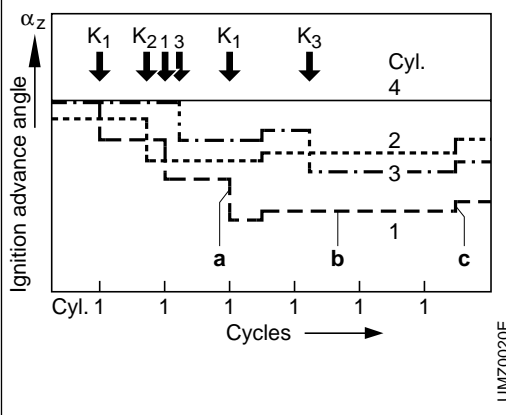 αz
K1 K2 1 3 K1 K3
Cyl.
4
Ignition advance angle
2
3
1
a b c
Cyl. 1 1 1 1 1 1
Cycles
UMZ0020E